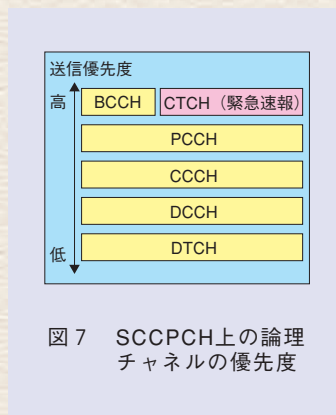 送信優先度
高 BCCH CTCH（緊急速報）
PCCH
CCCH
DCCH
低 DTCH
図7 SCCPCH上の論理
チャネルの優先度